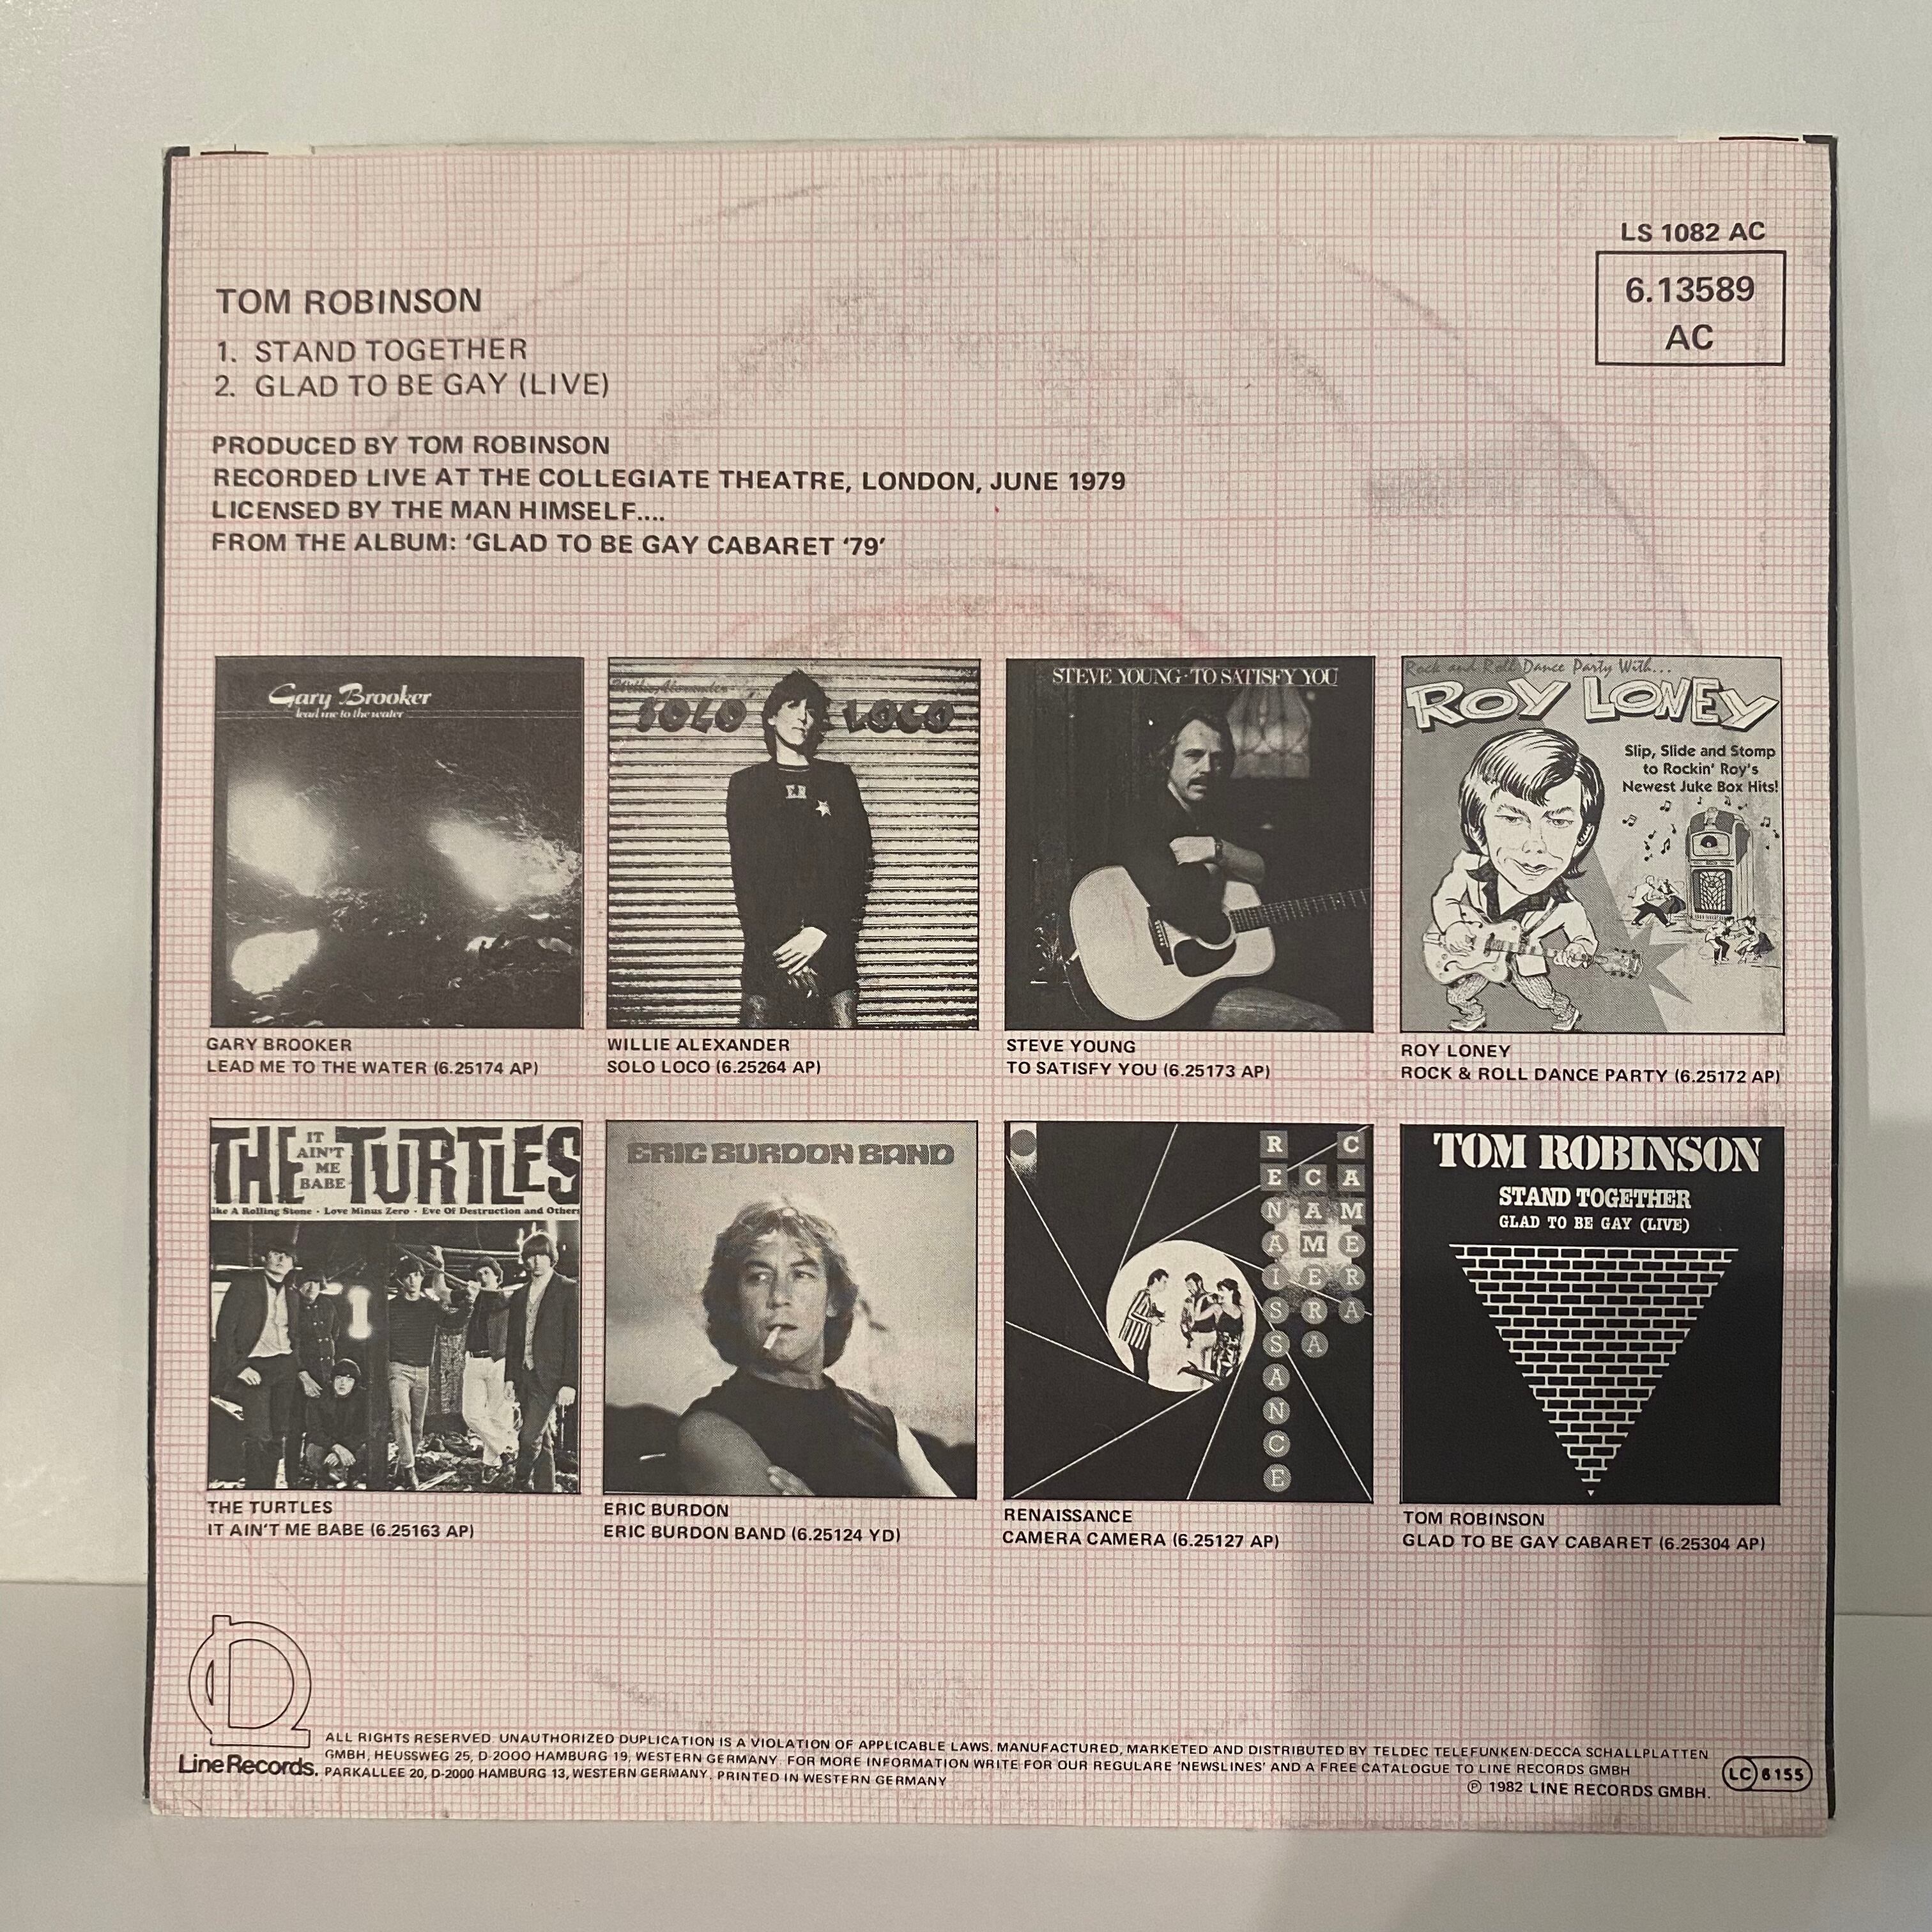 LS 1082 AC
6.13589
AC
TOM ROBINSON
1. STAND TOGETHER
2. GLAD TO BE GAY (LIVE)
PRODUCED BY TOM ROBINSON
RECORDED LIVE AT THE COLLEGIATE THEATRE, LONDON, JUNE 1979
LICENSED BY THE MAN HIMSELF....
FROM THE ALBUM: ‘GLAD TO BE GAY CABARET ‘79’
Gary Brooker
lead me to the water
Willie Alexander
SOLO LOCO
E.R
STEVE YOUNG · TO SATISFY YOU
Rock and Roll Dance Party With...
ROY LONEY
Slip, Slide and Stomp
to Rockin' Roy's
Newest Juke Box Hits!
GARY BROOKER
LEAD ME TO THE WATER (6.25174 AP)
WILLIE ALEXANDER
SOLO LOCO (6.25264 AP)
STEVE YOUNG
TO SATISFY YOU (6.25173 AP)
ROY LONEY
ROCK & ROLL DANCE PARTY (6.25172 AP)
THE TURTLES
IT
AIN'T
ME
BABE
ike A Rolling Stone · Love Minus Zero · Eve Of Destruction and Others
ERIC BURDON BAND
RENAISSANCE
CAMERA
CAMERA
TOM ROBINSON
STAND TOGETHER
GLAD TO BE GAY (LIVE)
THE TURTLES
IT AIN'T ME BABE (6.25163 AP)
ERIC BURDON
ERIC BURDON BAND (6.25124 YD)
RENAISSANCE
CAMERA CAMERA (6.25127 AP)
TOM ROBINSON
GLAD TO BE GAY CABARET (6.25304 AP)
Line Records.
ALL RIGHTS RESERVED. UNAUTHORIZED DUPLICATION IS A VIOLATION OF APPLICABLE LAWS. MANUFACTURED, MARKETED AND DISTRIBUTED BY TELDEC TELEFUNKEN-DECCA SCHALLPLATTEN
GMBH, HEUSSWEG 25, D-2000 HAMBURG 19, WESTERN GERMANY. FOR MORE INFORMATION WRITE FOR OUR REGULARE 'NEWSLINES' AND A FREE CATALOGUE TO LINE RECORDS GMBH
PARKALLEE 20, D-2000 HAMBURG 13, WESTERN GERMANY. PRINTED IN WESTERN GERMANY
℗ 1982 LINE RECORDS GMBH.
LC 6155